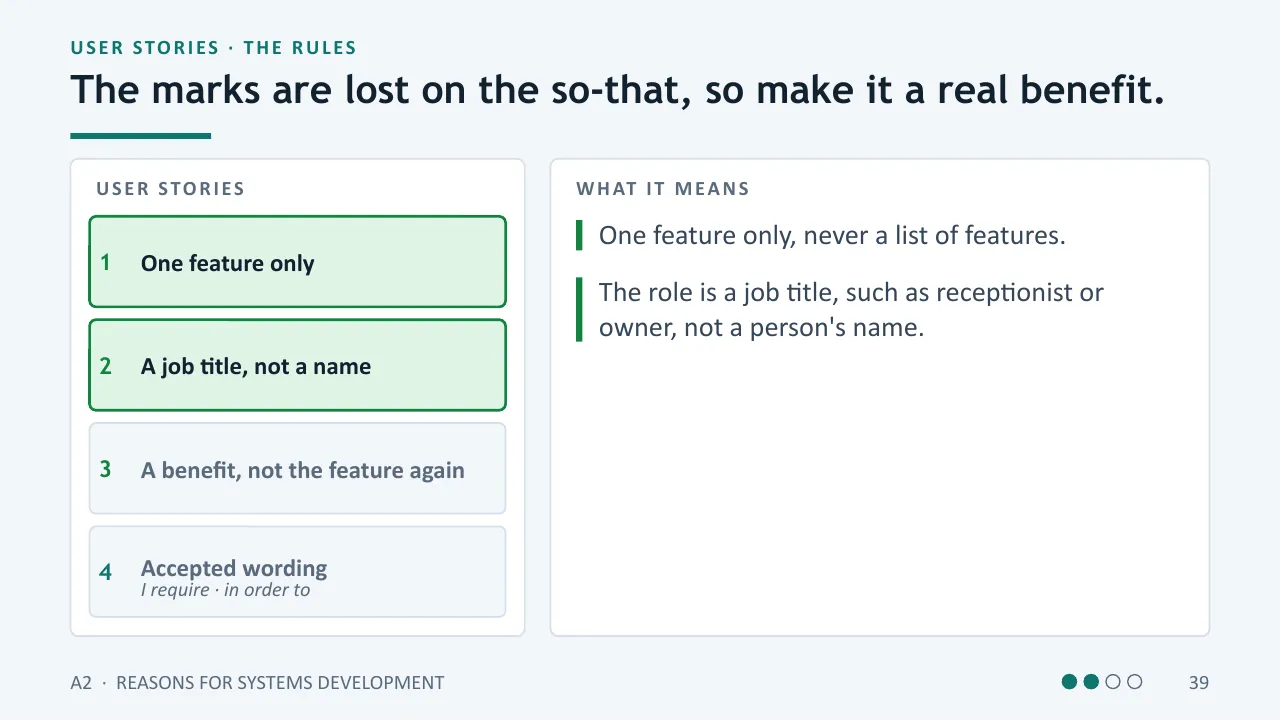 USER STORIES · THE RULES
The marks are lost on the so-that, so make it a real benefit.
USER STORIES
1
One feature only
2
A job title, not a name
3
A benefit, not the feature again
4
Accepted wording
I require · in order to
WHAT IT MEANS
One feature only, never a list of features.
The role is a job title, such as receptionist or
owner, not a person's name.
A2 · REASONS FOR SYSTEMS DEVELOPMENT
39